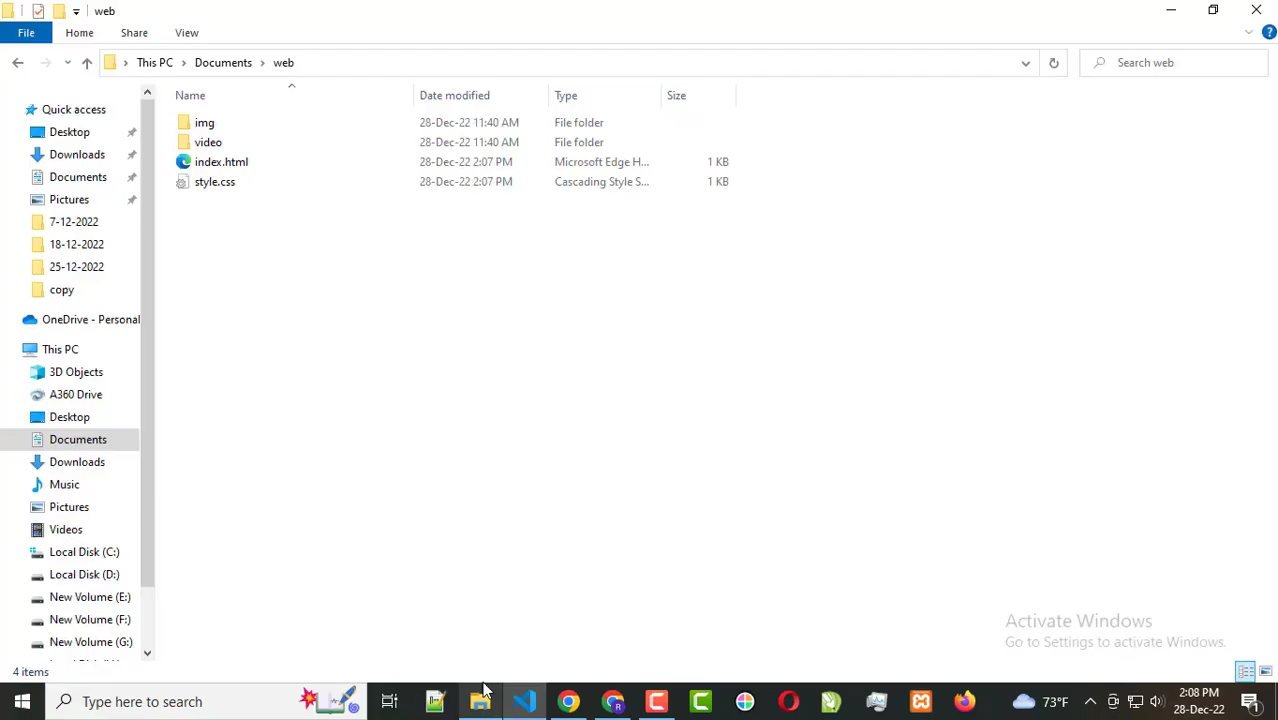 web
File
Home
Share
View
This PC
Documents
web
Search web
Name
Date modified
Type
Size
img
28-Dec-22 11:40 AM
File folder
video
28-Dec-22 11:40 AM
File folder
index.html
28-Dec-22 2:07 PM
Microsoft Edge H...
1 KB
style.css
28-Dec-22 2:07 PM
Cascading Style S...
1 KB
Quick access
Desktop
Downloads
Documents
Pictures
7-12-2022
18-12-2022
25-12-2022
copy
OneDrive - Personal
This PC
3D Objects
A360 Drive
Desktop
Documents
Downloads
Music
Pictures
Videos
Local Disk (C:)
Local Disk (D:)
New Volume (E:)
New Volume (F:)
New Volume (G:)
Activate Windows
Go to Settings to activate Windows.
4 items
Type here to search
73°F
2:08 PM
28-Dec-22
1